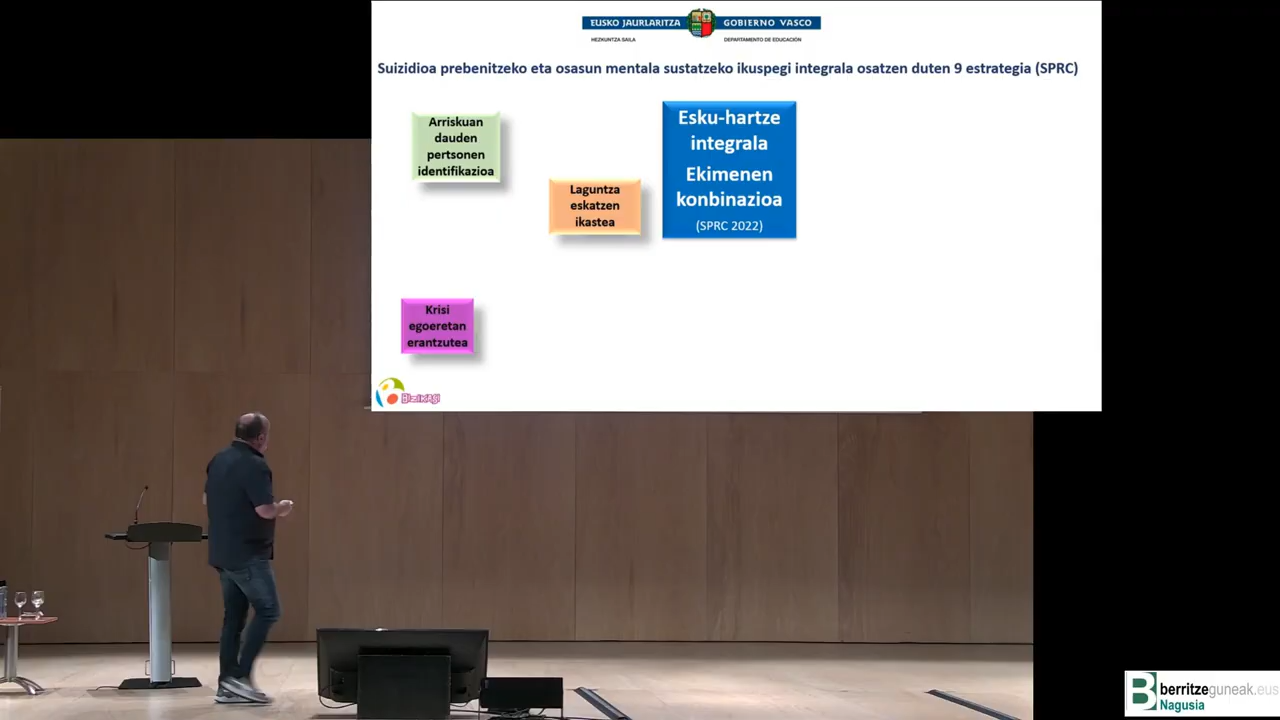 EUSKO JAURLARITZA
GOBIERNO VASCO
HEZKUNTZA SAILA
DEPARTAMENTO DE EDUCACIÓN
Suizidioa prebenitzeko eta osasun mentala sustatzeko ikuspegi integrala osatzen duten 9 estrategia (SPRC)
Arriskuan
dauden
pertsonen
identifikazioa
Laguntza
eskatzen
ikastea
Esku-hartze
integrala
Ekimenen
konbinazioa
(SPRC 2022)
Krisi
egoeretan
erantzutea
Bizikasi
berritzeguneak.eus
Nagusia